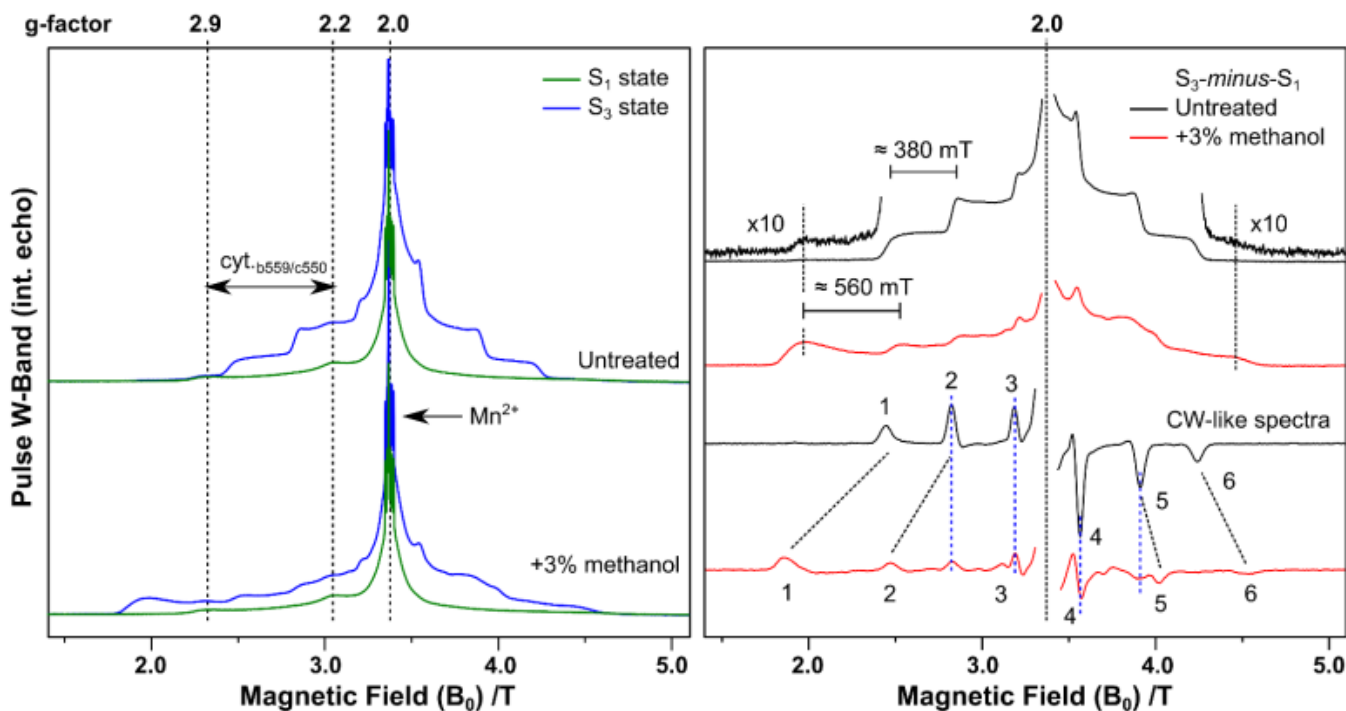 g-factor 2.9 2.2 2.0
S₁ state
S₃ state
cyt.b559/c550
Untreated
Mn²⁺
+3% methanol
Pulse W-Band (int. echo)
2.0 3.0 4.0 5.0
Magnetic Field (B₀) /T
2.0
S₃-minus-S₁
Untreated
+3% methanol
≈ 380 mT
x10 x10
≈ 560 mT
CW-like spectra
1 2 3 4 5 6
1 2 3 4 5 6
2.0 3.0 4.0 5.0
Magnetic Field (B₀) /T